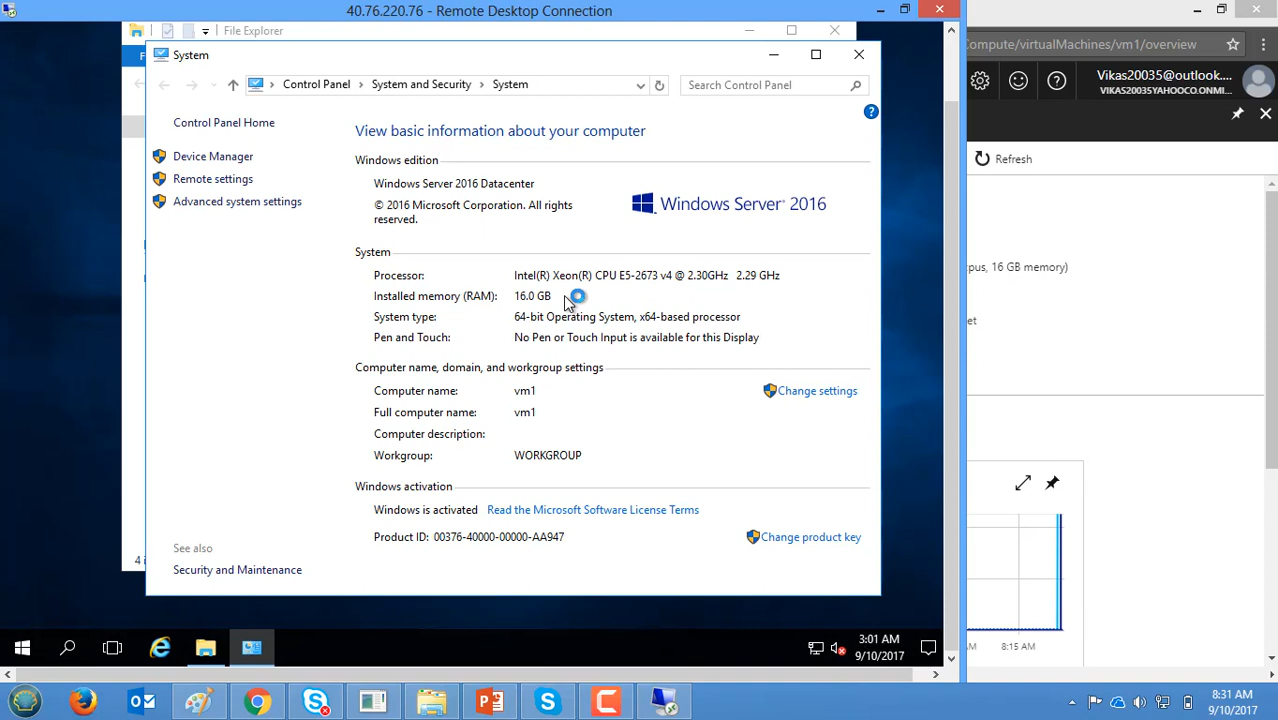 40.76.220.76 - Remote Desktop Connection
File Explorer
System
Control Panel > System and Security > System
Search Control Panel
Control Panel Home
Device Manager
Remote settings
Advanced system settings
See also
Security and Maintenance
View basic information about your computer
Windows edition
Windows Server 2016 Datacenter
© 2016 Microsoft Corporation. All rights
reserved.
Windows Server® 2016
System
Processor: Intel(R) Xeon(R) CPU E5-2673 v4 @ 2.30GHz 2.29 GHz
Installed memory (RAM): 16.0 GB
System type: 64-bit Operating System, x64-based processor
Pen and Touch: No Pen or Touch Input is available for this Display
Computer name, domain, and workgroup settings
Computer name: vm1
Change settings
Full computer name: vm1
Computer description:
Workgroup: WORKGROUP
Windows activation
Windows is activated Read the Microsoft Software License Terms
Product ID: 00376-40000-00000-AA947
Change product key
3:01 AM
9/10/2017
Compute/virtualMachines/vm1/overview
Vikas20035@outlook....
VIKAS20035YAHOOCO.ONMI...
Refresh
16 GB memory)
8:15 AM
8:31 AM
9/10/2017